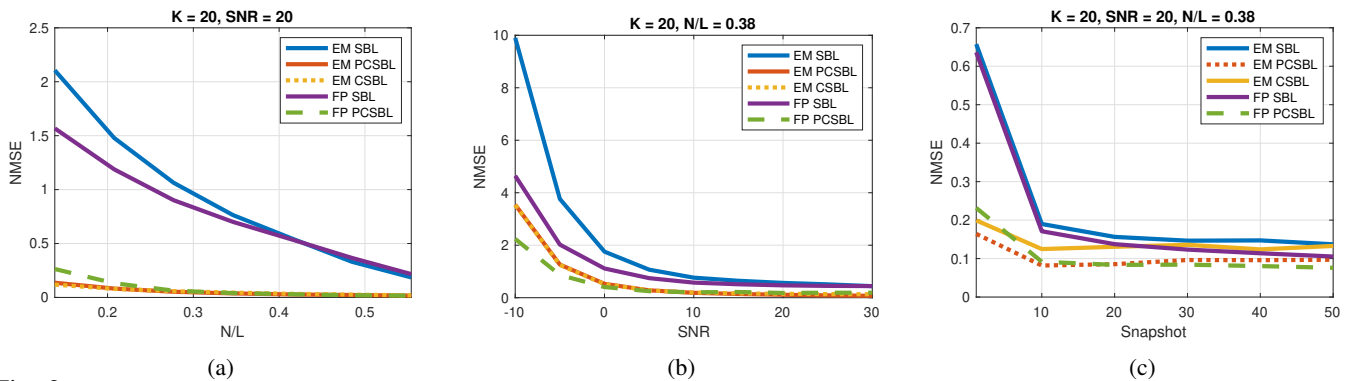 K = 20, SNR = 20
2.5
2
1.5
1
0.5
0
NMSE
EM SBL
EM PCSBL
EM CSBL
FP SBL
FP PCSBL
0.2
0.3
0.4
0.5
N/L
(a)
K = 20, N/L = 0.38
10
8
6
4
2
0
NMSE
EM SBL
EM PCSBL
EM CSBL
FP SBL
FP PCSBL
-10
0
10
20
30
SNR
(b)
K = 20, SNR = 20, N/L = 0.38
0.7
0.6
0.5
0.4
0.3
0.2
0.1
0
NMSE
EM SBL
EM PCSBL
EM CSBL
FP SBL
FP PCSBL
10
20
30
40
50
Snapshot
(c)